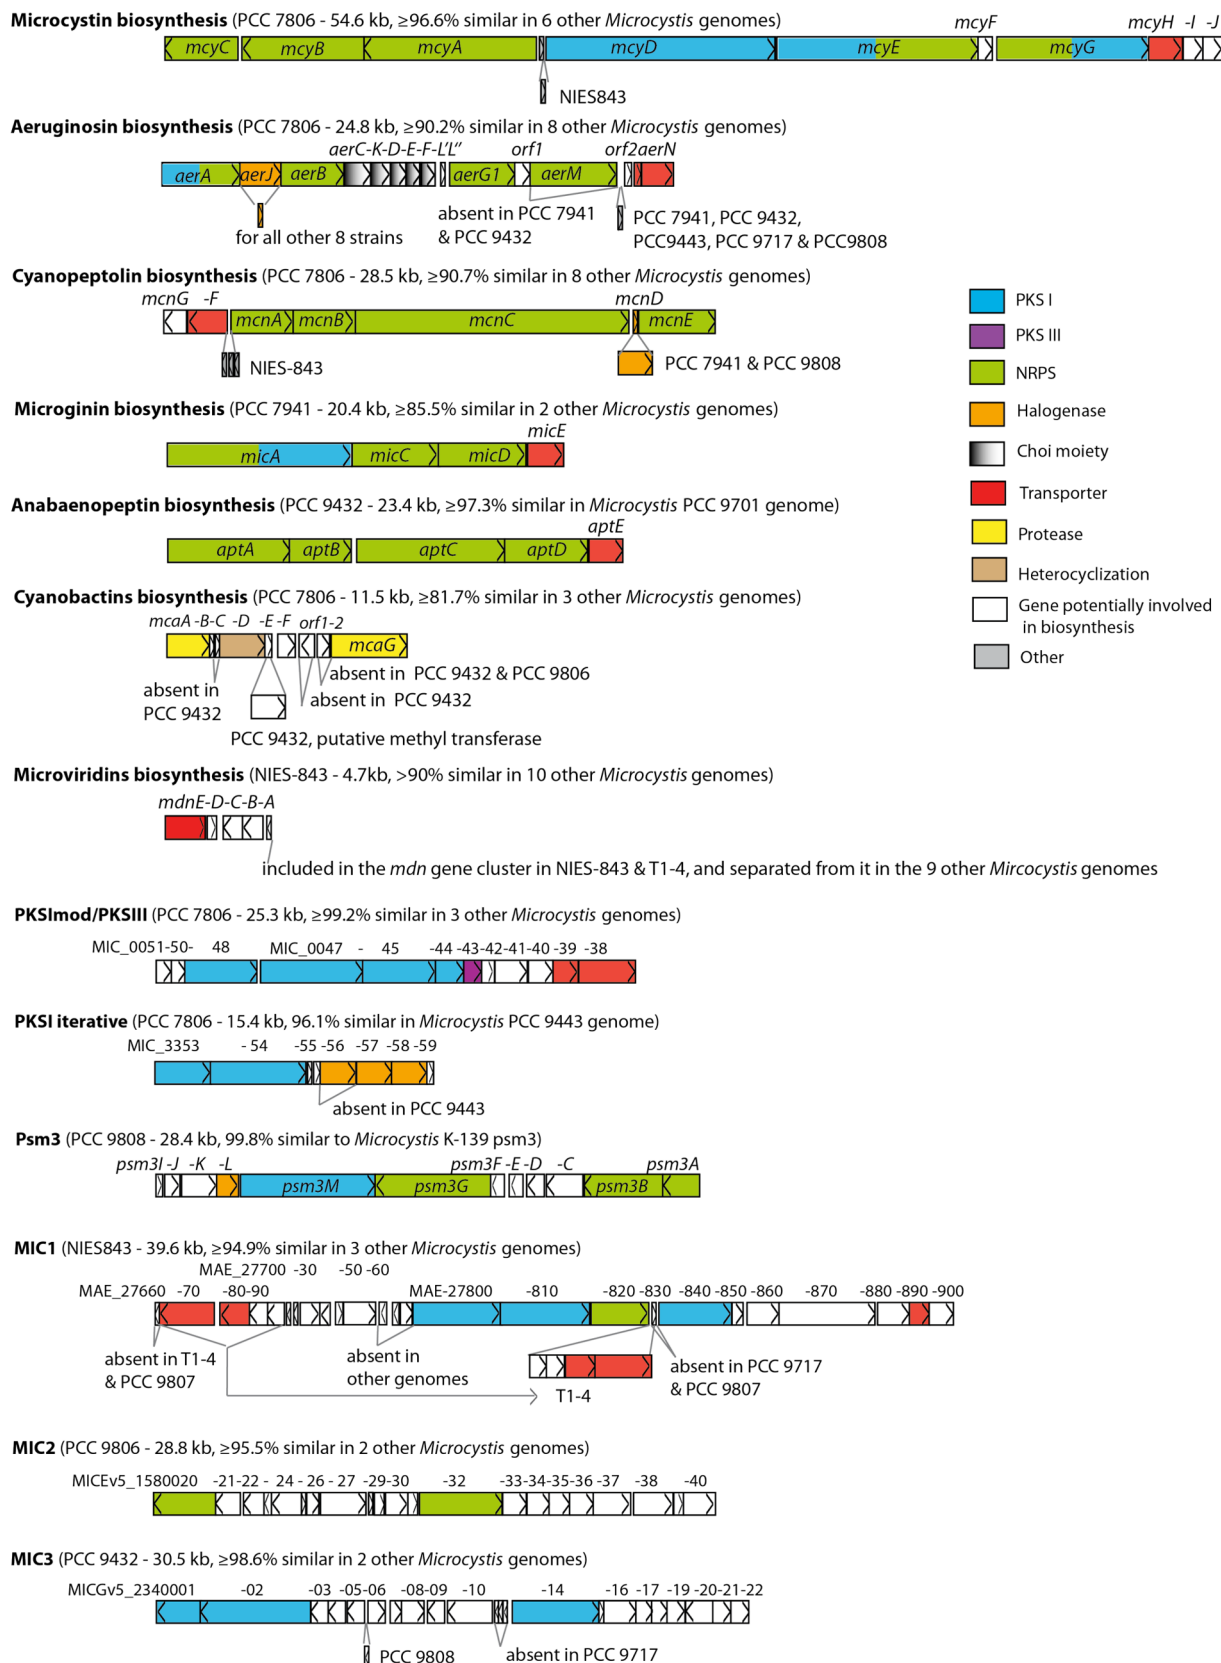 Microcystin biosynthesis (PCC 7806 - 54.6 kb, ≥96.6% similar in 6 other Microcystis genomes)
mcyF mcyH -I -J
mcyC mcyB mcyA mcyD mcyE mcyG
NIES843
Aeruginosin biosynthesis (PCC 7806 - 24.8 kb, ≥90.2% similar in 8 other Microcystis genomes)
aerC-K-D-E-F-L'L'' orf1 orf2aerN
aerA aerJ aerB aerG1 aerM
for all other 8 strains
absent in PCC 7941
& PCC 9432
PCC 7941, PCC 9432,
PCC9443, PCC 9717 & PCC9808
Cyanopeptolin biosynthesis (PCC 7806 - 28.5 kb, ≥90.7% similar in 8 other Microcystis genomes)
mcnG -F mcnD
mcnA mcnB mcnC mcnE
NIES-843
PCC 7941 & PCC 9808
Microginin biosynthesis (PCC 7941 - 20.4 kb, ≥85.5% similar in 2 other Microcystis genomes)
micE
micA micC micD
Anabaenopeptin biosynthesis (PCC 9432 - 23.4 kb, ≥97.3% similar in Microcystis PCC 9701 genome)
aptE
aptA aptB aptC aptD
Cyanobactins biosynthesis (PCC 7806 - 11.5 kb, ≥81.7% similar in 3 other Microcystis genomes)
mcaA -B-C -D -E -F orf1-2
mcaG
absent in PCC 9432 & PCC 9806
absent in
PCC 9432
absent in PCC 9432
PCC 9432, putative methyl transferase
PKS I
PKS III
NRPS
Halogenase
Choi moiety
Transporter
Protease
Heterocyclization
Gene potentially involved
in biosynthesis
Other
Microviridins biosynthesis (NIES-843 - 4.7kb, >90% similar in 10 other Microcystis genomes)
mdnE-D-C-B-A
included in the mdn gene cluster in NIES-843 & T1-4, and separated from it in the 9 other Mircocystis genomes
PKSImod/PKSIII (PCC 7806 - 25.3 kb, ≥99.2% similar in 3 other Microcystis genomes)
MIC_0051-50- 48 MIC_0047 - 45 -44 -43-42-41-40 -39 -38
PKSI iterative (PCC 7806 - 15.4 kb, 96.1% similar in Microcystis PCC 9443 genome)
MIC_3353 - 54 -55 -56 -57 -58 -59
absent in PCC 9443
Psm3 (PCC 9808 - 28.4 kb, 99.8% similar to Microcystis K-139 psm3)
psm3I -J -K -L psm3F -E -D -C psm3A
psm3M psm3G psm3B
MIC1 (NIES843 - 39.6 kb, ≥94.9% similar in 3 other Microcystis genomes)
MAE_27700 -30 -50 -60
MAE_27660 -70 -80-90 MAE-27800 -810 -820 -830 -840 -850 -860 -870 -880 -890 -900
absent in T1-4
& PCC 9807
absent in
other genomes
T1-4
absent in PCC 9717
& PCC 9807
MIC2 (PCC 9806 - 28.8 kb, ≥95.5% similar in 2 other Microcystis genomes)
MICEv5_1580020 -21-22 - 24 - 26 - 27 -29-30 -32 -33-34-35-36 -37 -38 -40
MIC3 (PCC 9432 - 30.5 kb, ≥98.6% similar in 2 other Microcystis genomes)
MICGv5_2340001 -02 -03 -05-06 -08-09 -10 -14 -16 -17 -19 -20-21-22
PCC 9808
absent in PCC 9717